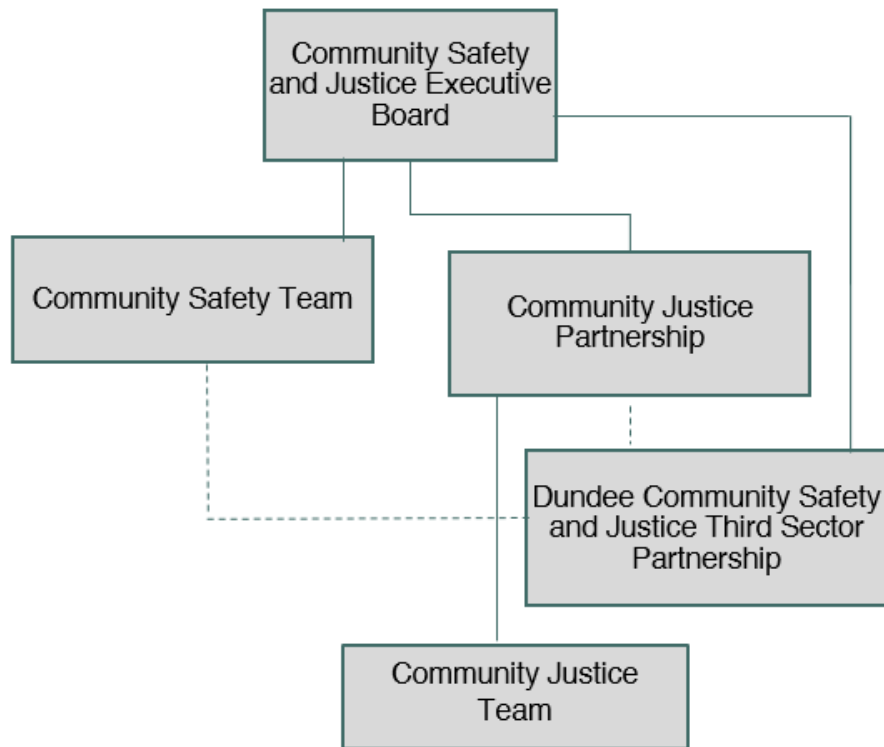 Community Safety
and Justice Executive
Board
Community Safety Team
Community Justice
Partnership
Dundee Community Safety
and Justice Third Sector
Partnership
Community Justice
Team